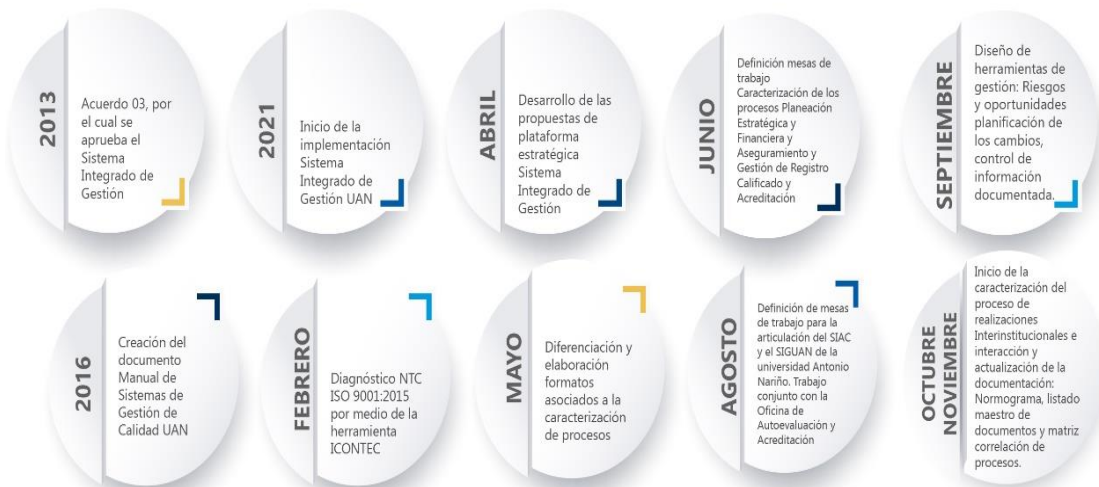 2013
Acuerdo 03, por
el cual se
aprueba el
Sistema
Integrado de
Gestión
2021
Inicio de la
implementación
Sistema
Integrado de
Gestión UAN
ABRIL
Desarrollo de las
propuestas de
plataforma
estratégica
Sistema
Integrado de
Gestión
JUNIO
Definición mesas de
trabajo
Caracterización de los
procesos Planeación
Estratégica y
Financiera y
Aseguramiento y
Gestión de Registro
Calificado y
Acreditación
SEPTIEMBRE
Diseño de
herramientas de
gestión: Riesgos
y oportunidades
planificación de
los cambios,
control de
información
documentada.
2016
Creación del
documento
Manual de
Sistemas de
Gestión de
Calidad UAN
FEBRERO
Diagnóstico NTC
ISO 9001:2015
por medio de la
herramienta
ICONTEC
MAYO
Diferenciación y
elaboración
formatos
asociados a la
caracterización
de procesos
AGOSTO
Definición de mesas
de trabajo para la
articulación del SIAC
y el SIGUAN de la
universidad Antonio
Nariño. Trabajo
conjunto con la
Oficina de
Autoevaluación y
Acreditación
OCTUBRE
NOVIEMBRE
Inicio de la
caracterización del
proceso de
realizaciones
Interinstitucionales e
interacción y
actualización de la
documentación:
Normograma, listado
maestro de
documentos y matriz
correlación de
procesos.